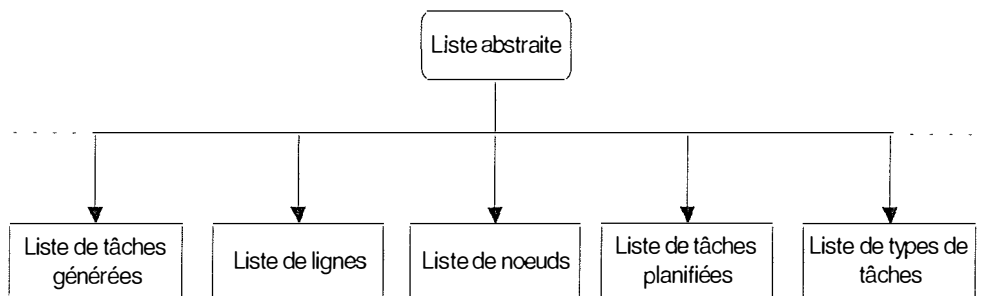 Liste abstraite
Liste de tâches
générées
Liste de lignes
Liste de noeuds
Liste de tâches
planifiées
Liste de types de
tâches